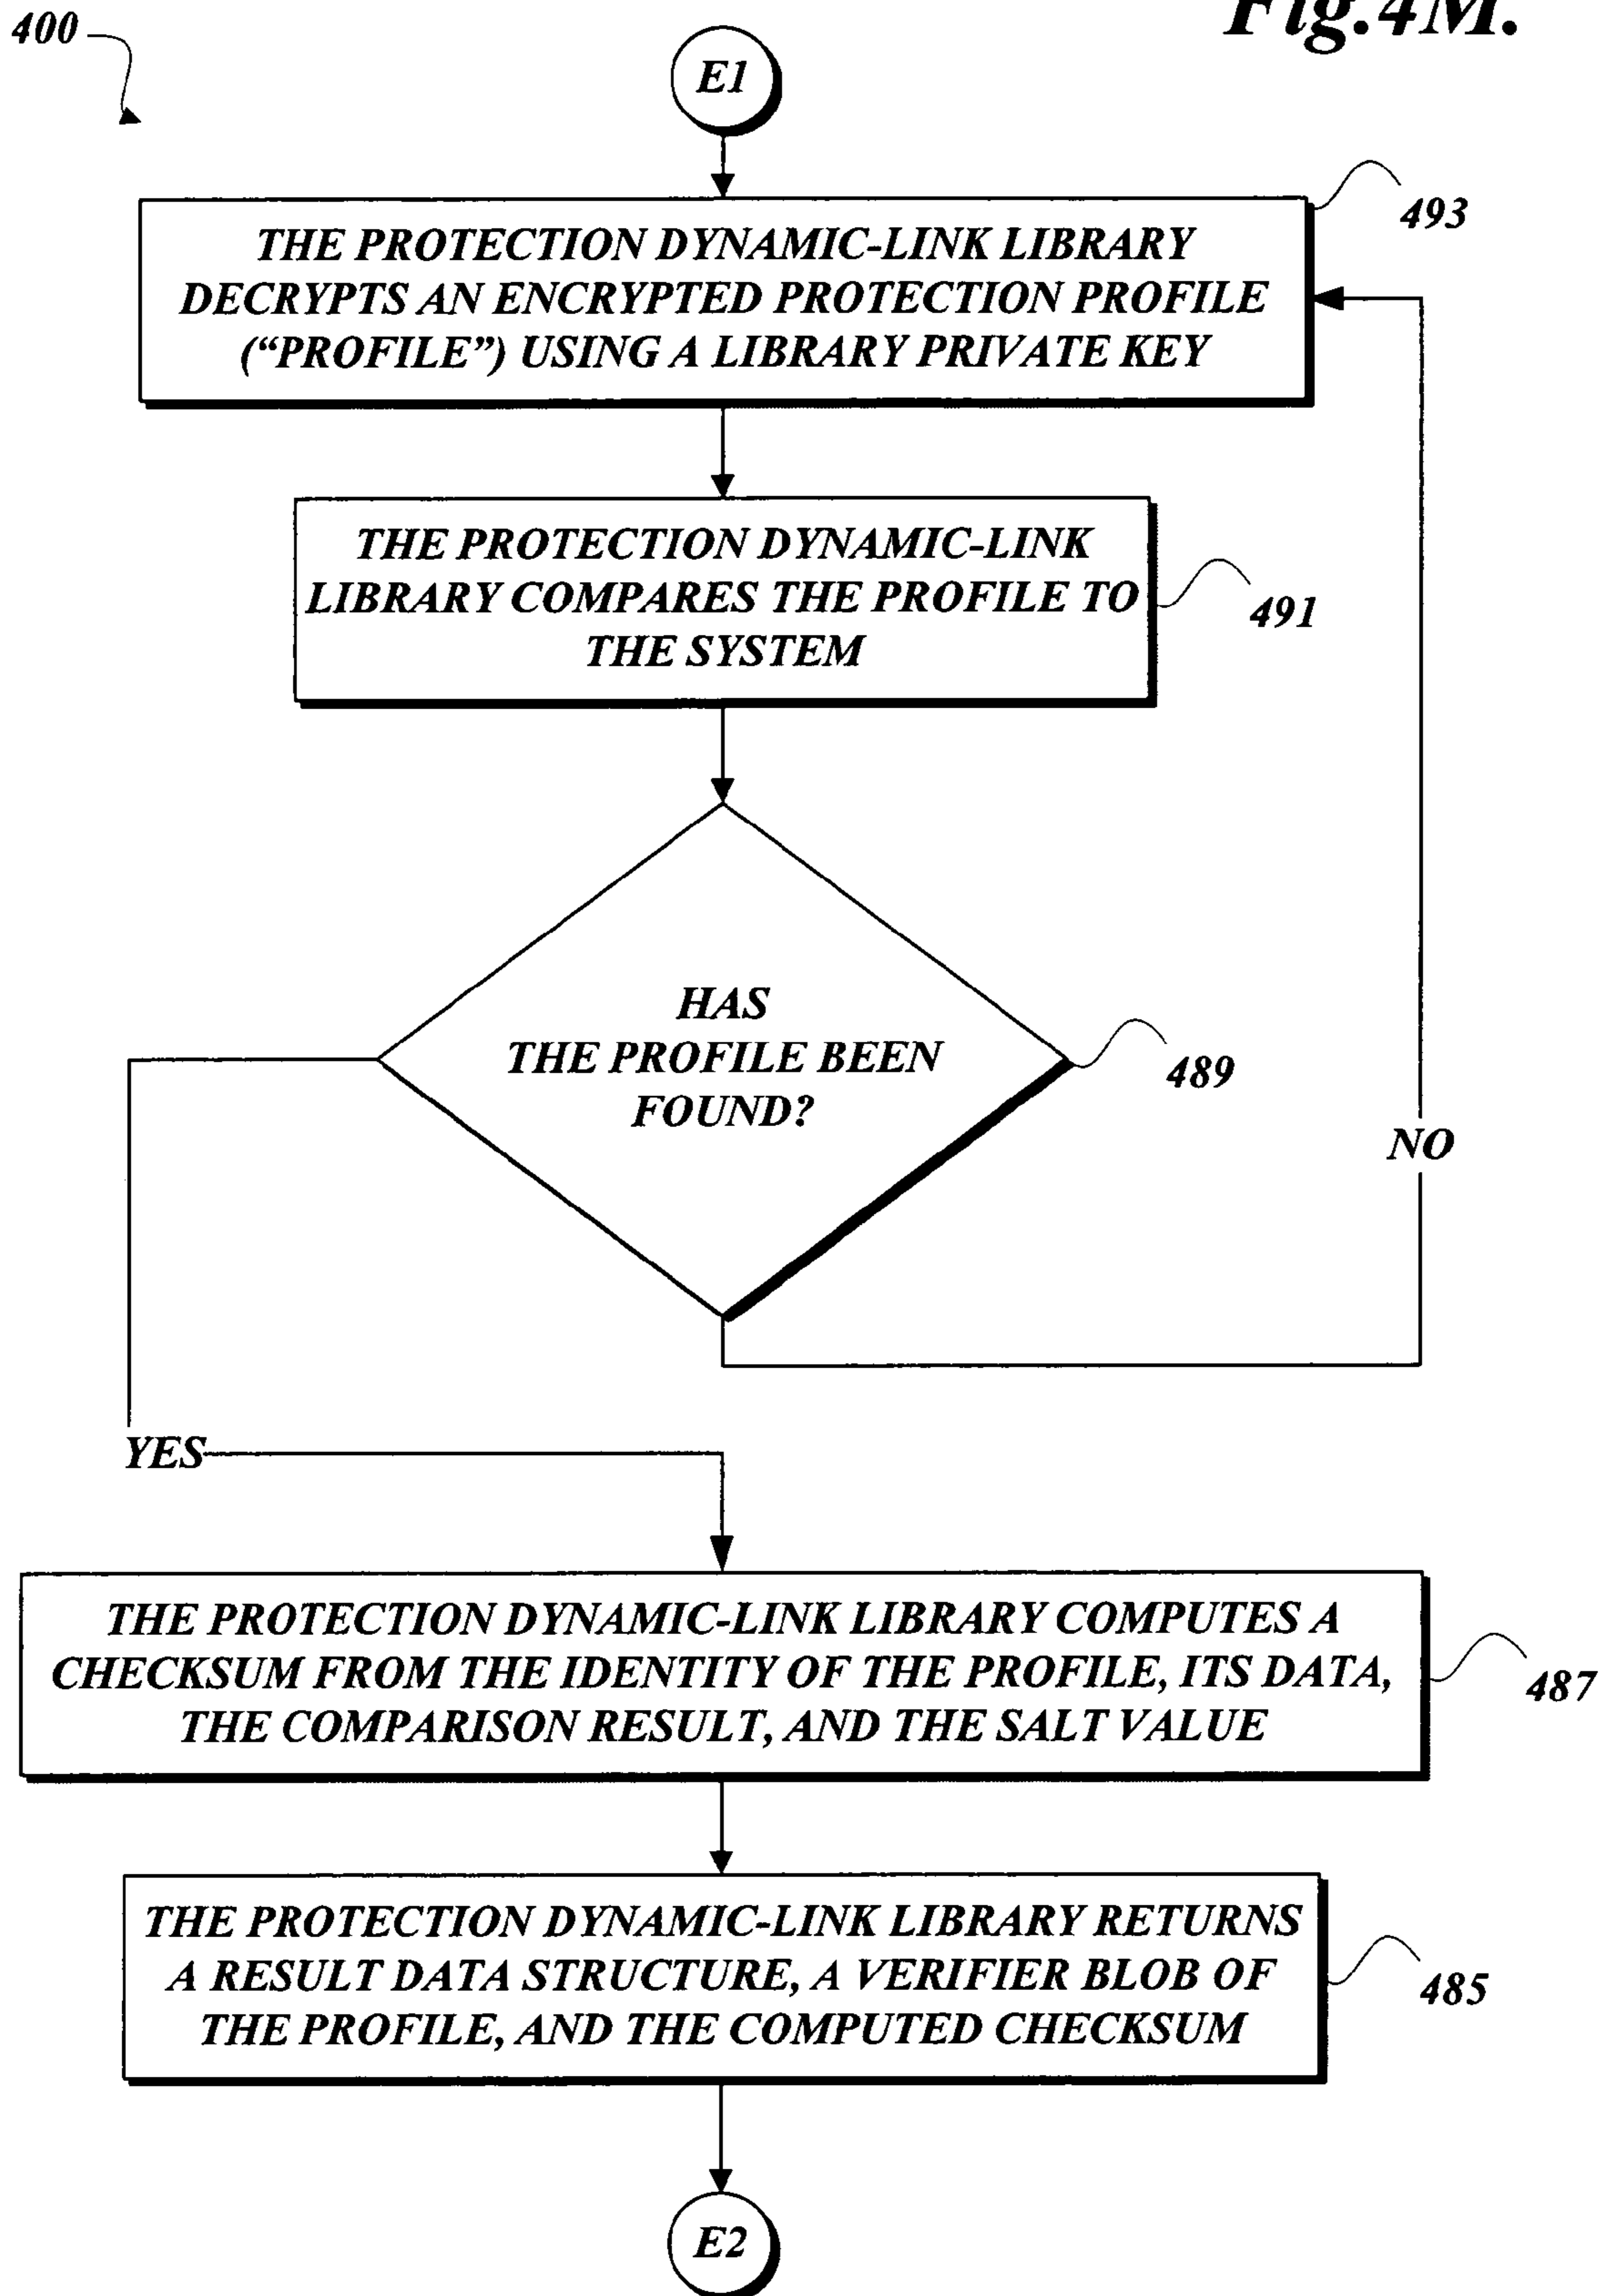 400
Fig.4M.
E1
493
THE PROTECTION DYNAMIC-LINK LIBRARY
DECRYPTS AN ENCRYPTED PROTECTION PROFILE
(“PROFILE”) USING A LIBRARY PRIVATE KEY
THE PROTECTION DYNAMIC-LINK
LIBRARY COMPARES THE PROFILE TO
THE SYSTEM
491
HAS
THE PROFILE BEEN
FOUND?
489
NO
YES
THE PROTECTION DYNAMIC-LINK LIBRARY COMPUTES A
CHECKSUM FROM THE IDENTITY OF THE PROFILE, ITS DATA,
THE COMPARISON RESULT, AND THE SALT VALUE
487
THE PROTECTION DYNAMIC-LINK LIBRARY RETURNS
A RESULT DATA STRUCTURE, A VERIFIER BLOB OF
THE PROFILE, AND THE COMPUTED CHECKSUM
485
E2